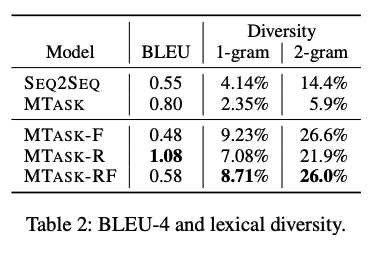 Diversity
Model BLEU 1-gram 2-gram
SEQ2SEQ 0.55 4.14% 14.4%
MTASK 0.80 2.35% 5.9%
MTASK-F 0.48 9.23% 26.6%
MTASK-R 1.08 7.08% 21.9%
MTASK-RF 0.58 8.71% 26.0%
Table 2: BLEU-4 and lexical diversity.